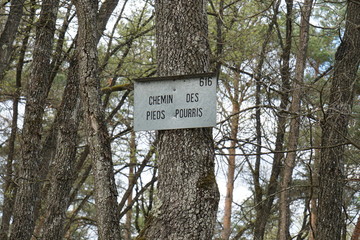 616
CHEMIN DES
PIEDS POURRIS